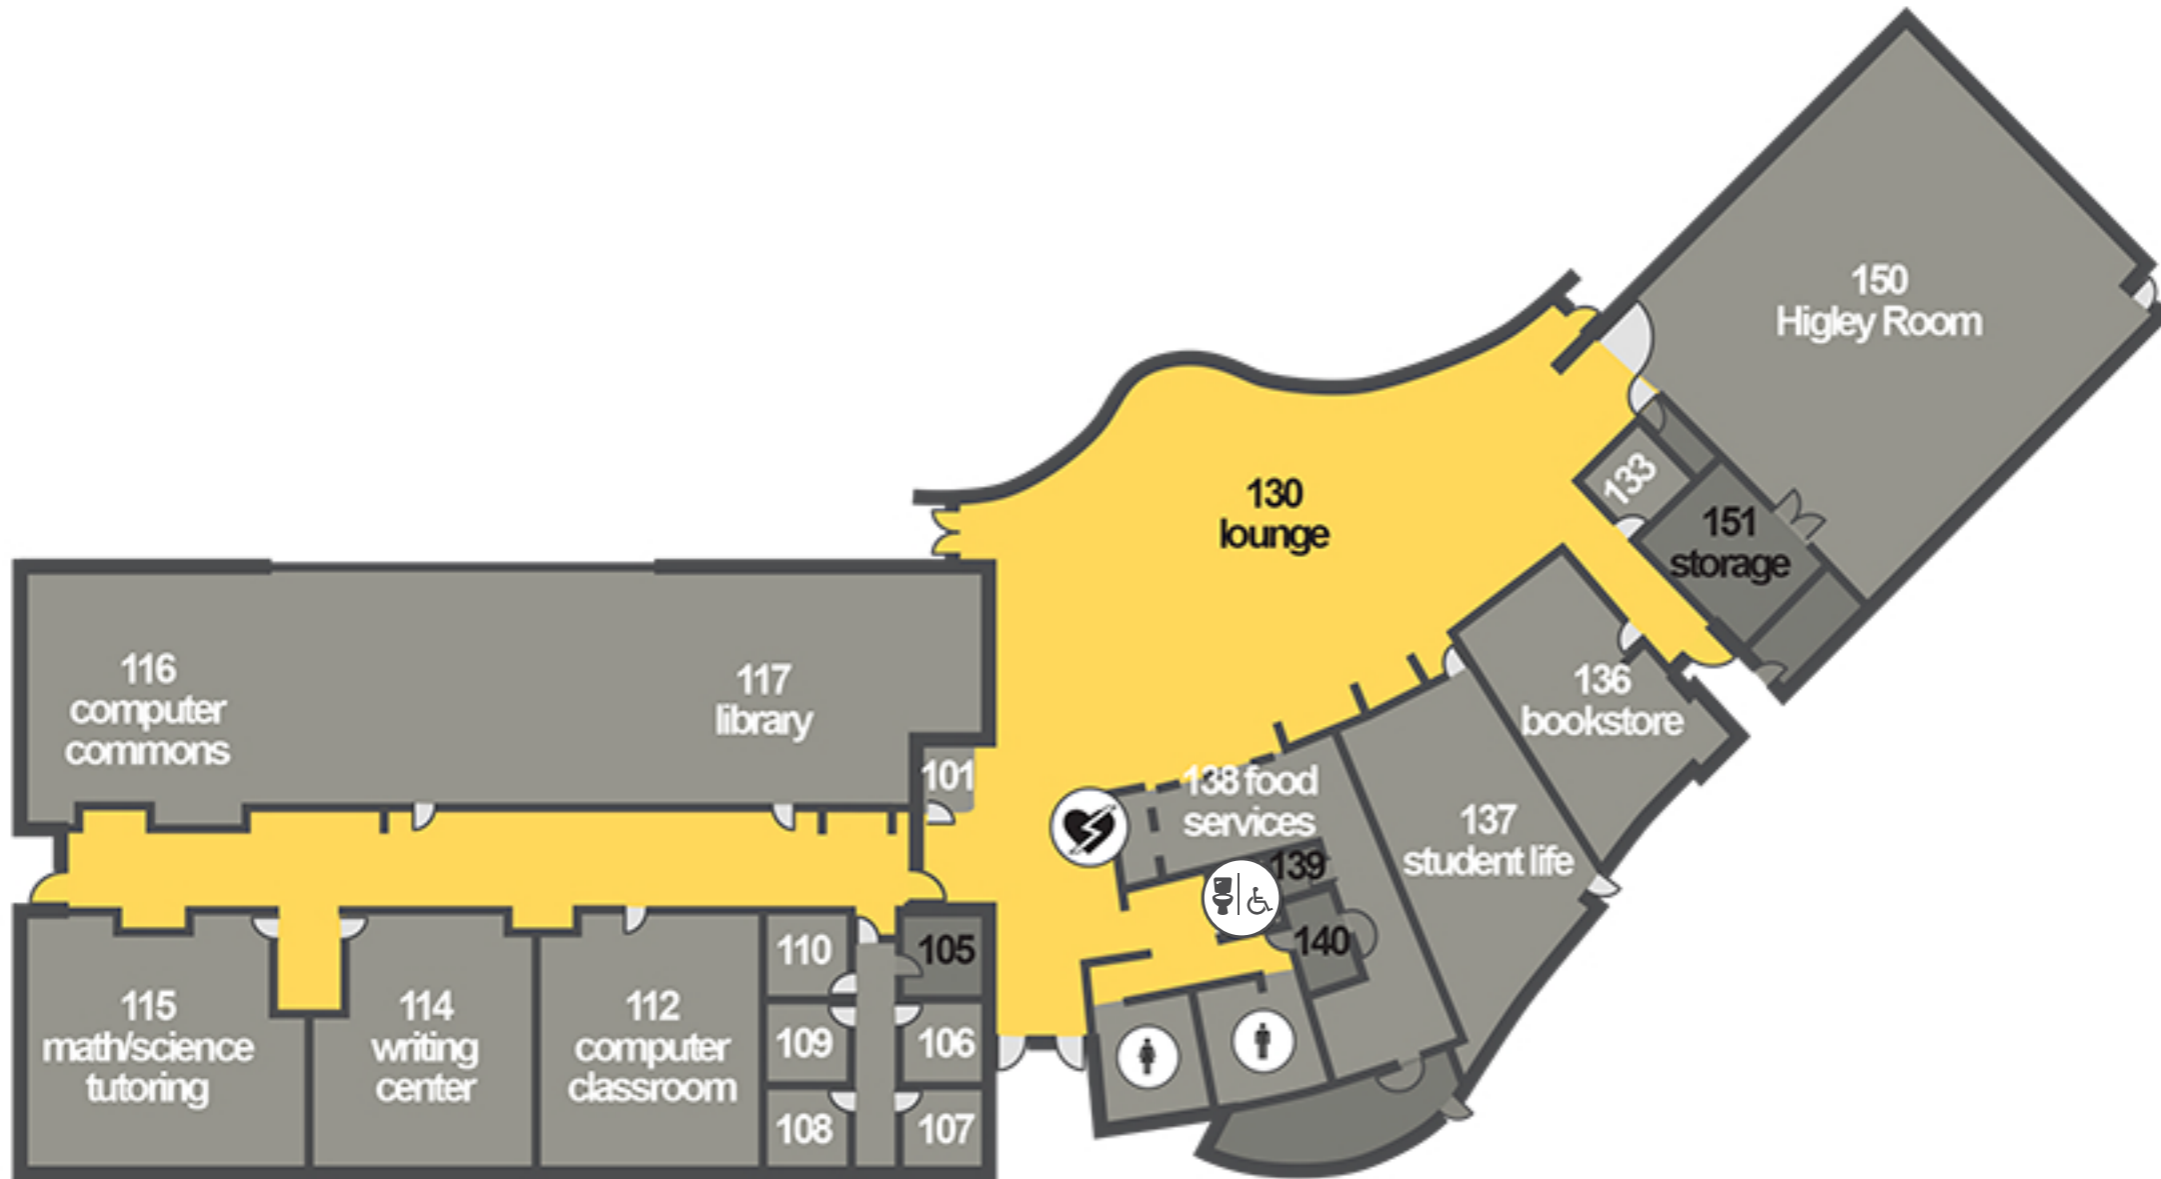 150
Higley Room
133
151
storage
130
lounge
136
bookstore
116
computer
commons
117
library
101
138 food
services
137
student life
139
140
115
math/science
tutoring
114
writing
center
112
computer
classroom
110
105
109
106
108
107